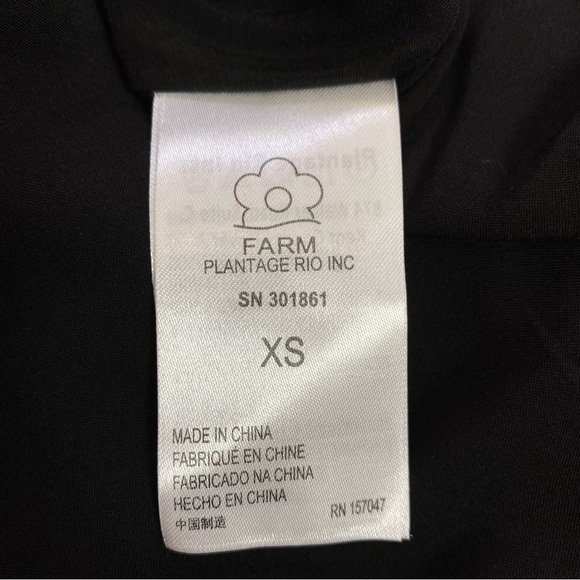 FARM
PLANTAGE RIO INC
SN 301861
XS
MADE IN CHINA
FABRIQUÉ EN CHINE
FABRICADO NA CHINA
HECHO EN CHINA
中国制造
RN 157047